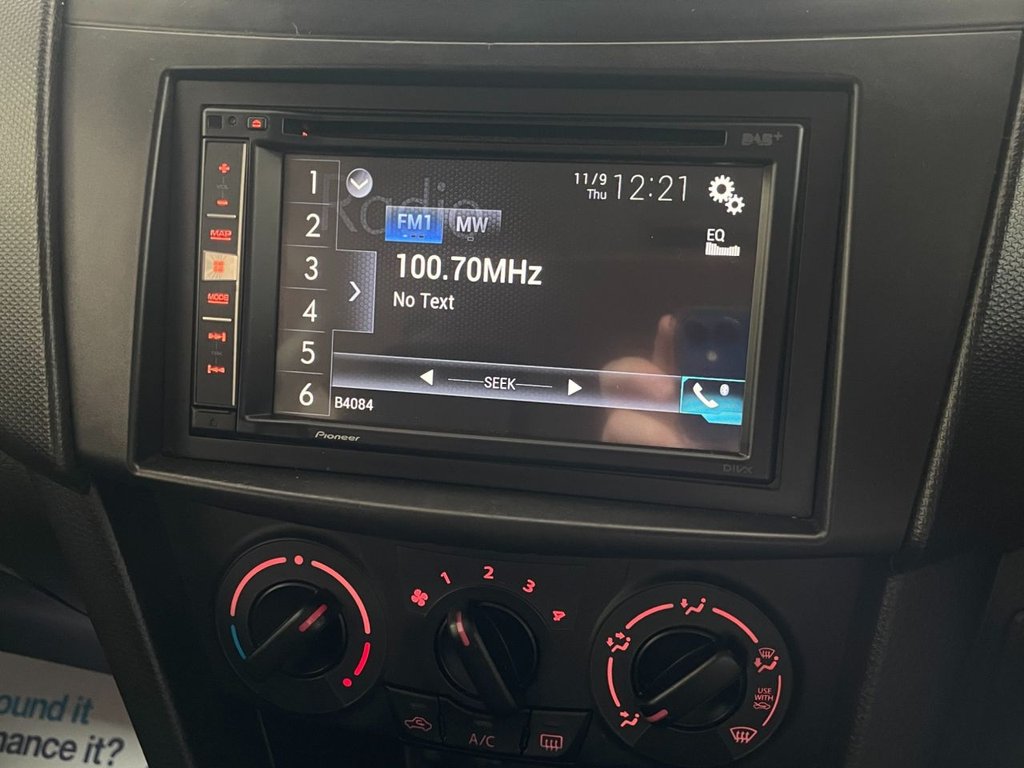 DAB+
1
2
3
4
5
6
MAP
MODE
Radio
11/9
Thu
12:21
FM1
MW
EQ
100.70MHz
No Text
SEEK
B4084
Pioneer
DIVX
1
2
3
4
A/C
USE
WITH
ound it
nance it?